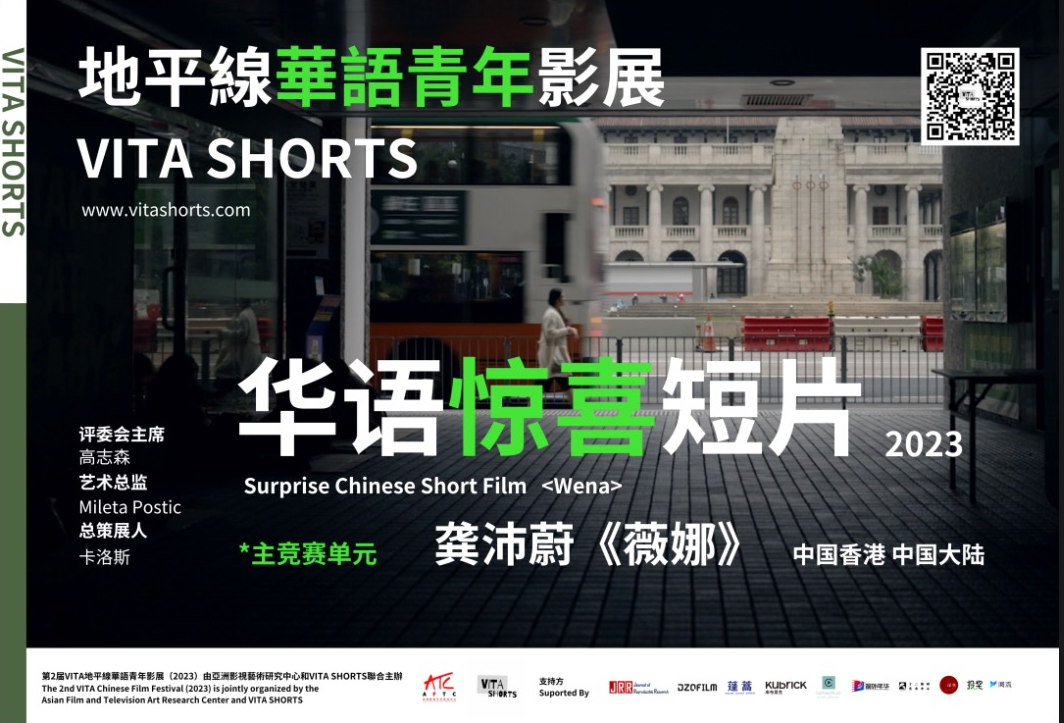 VITA SHORTS
地平線華語青年影展
VITA SHORTS
www.vitashorts.com
华语惊喜短片 2023
Surprise Chinese Short Film <Wena>
评委会主席
高志森
艺术总监
Mileta Postic
总策展人
卡洛斯
*主竞赛单元
龚沛蔚《薇娜》
中国香港 中国大陆
第2届VITA地平線華語青年影展（2023）由亞洲影視藝術研究中心和VITA SHORTS聯合主辦
The 2nd VITA Chinese Film Festival (2023) is jointly organized by the
Asian Film and Television Art Research Center and VITA SHORTS
ATC
AFTC
VITA
SHORTS
支持方
Suported By
JRR
DZOFILM
蓬蒿
KUBRICK